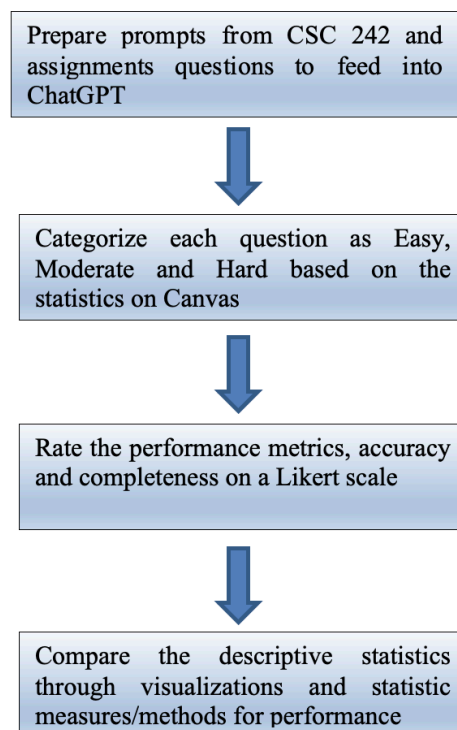 Prepare prompts from CSC 242 and
assignments questions to feed into
ChatGPT
Categorize each question as Easy,
Moderate and Hard based on the
statistics on Canvas
Rate the performance metrics, accuracy
and completeness on a Likert scale
Compare the descriptive statistics
through visualizations and statistic
measures/methods for performance